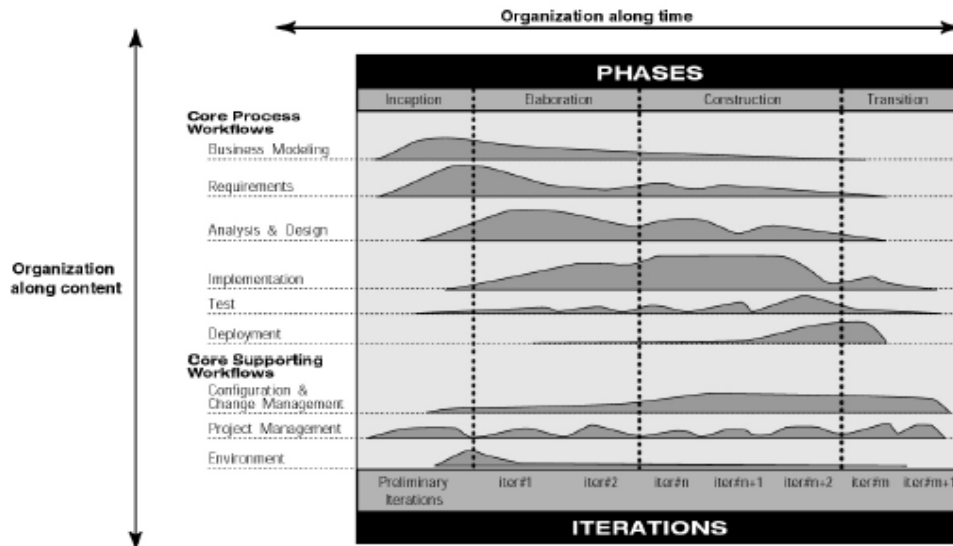 Organization along time
PHASES
Inception Elaboration Construction Transition
Core Process
Workflows
Business Modeling
Requirements
Analysis & Design
Organization
along content
Implementation
Test
Deployment
Core Supporting
Workflows
Configuration &
Change Management
Project Management
Environment
Preliminary
Iterations
iter#1 iter#2 iter#n iter#n+1 iter#m+2 iter#m iter#m+1
ITERATIONS